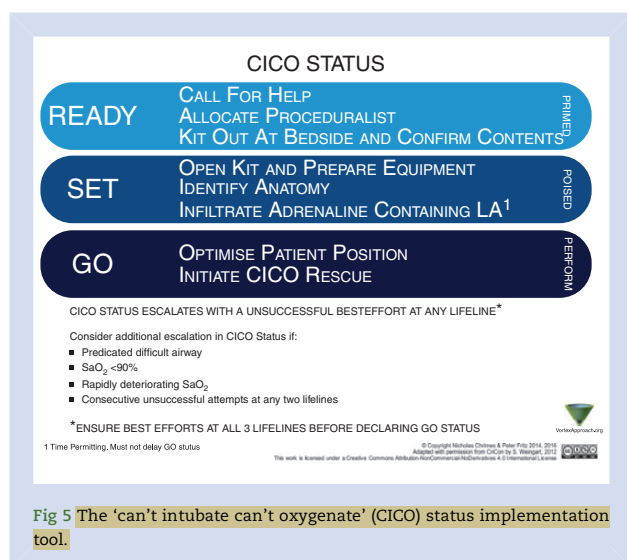 CICO STATUS
READY
CALL FOR HELP
ALLOCATE PROCEDURALIST
KIT OUT AT BEDSIDE AND CONFIRM CONTENTS
PRIMED
SET
OPEN KIT AND PREPARE EQUIPMENT
IDENTIFY ANATOMY
INFILTRATE ADRENALINE CONTAINING LA¹
POISED
GO
OPTIMISE PATIENT POSITION
INITIATE CICO RESCUE
PERFORM
CICO STATUS ESCALATES WITH A UNSUCCESSFUL BESTEFFORT AT ANY LIFELINE*
Consider additional escalation in CICO Status if:
▪ Predicated difficult airway
▪ SaO₂ <90%
▪ Rapidly deteriorating SaO₂
▪ Consecutive unsuccessful attempts at any two lifelines
*ENSURE BEST EFFORTS AT ALL 3 LIFELINES BEFORE DECLARING GO STATUS
VortexApproach.org
1 Time Permitting. Must not delay GO status
© Copyright Nicholas Chrimes & Peter Fritz 2014, 2016
Adapted with permission from CriCon by S. Weingart, 2012
This work is licensed under a Creative Commons Attribution-NonCommercial-NoDerivatives 4.0 International License
Fig 5 The ‘can’t intubate can’t oxygenate’ (CICO) status implementation
tool.